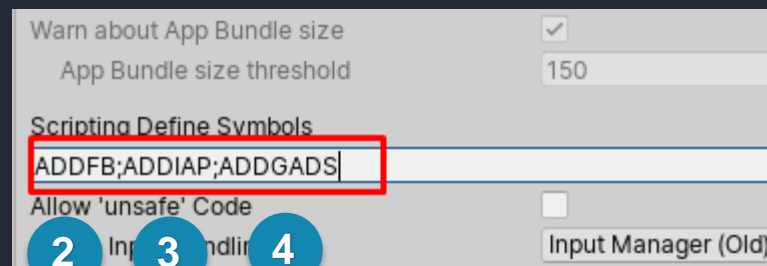 Warn about App Bundle size
App Bundle size threshold 150
Scripting Define Symbols
ADDFB;ADDIAP;ADDGADS
Allow 'unsafe' Code
2 3 4 Input Manager (Old)